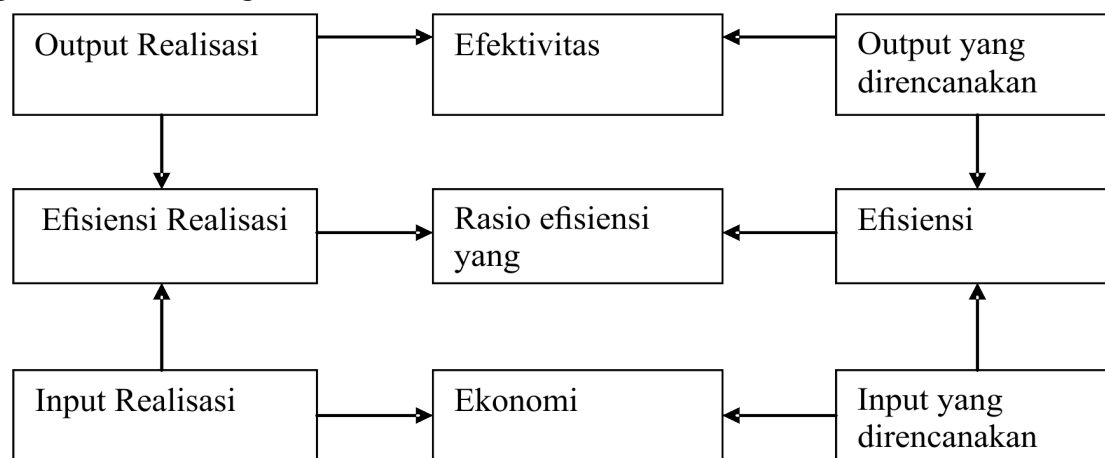 Output Realisasi
Efektivitas
Output yang
direncanakan
Efisiensi Realisasi
Rasio efisiensi
yang
Efisiensi
Input Realisasi
Ekonomi
Input yang
direncanakan